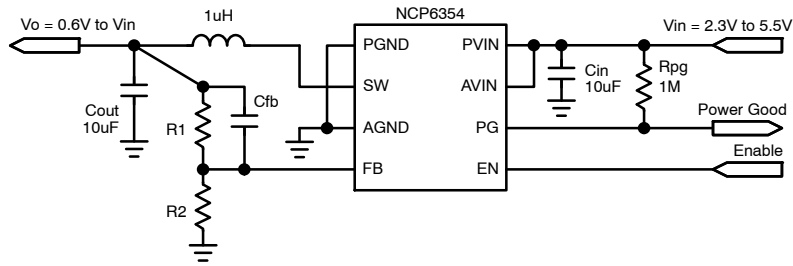 Vo = 0.6V to Vin
1uH
NCP6354
Vin = 2.3V to 5.5V
PGND
PVIN
Cout
10uF
Cfb
SW
AVIN
Cin
10uF
Rpg
1M
R1
AGND
PG
Power Good
FB
EN
Enable
R2